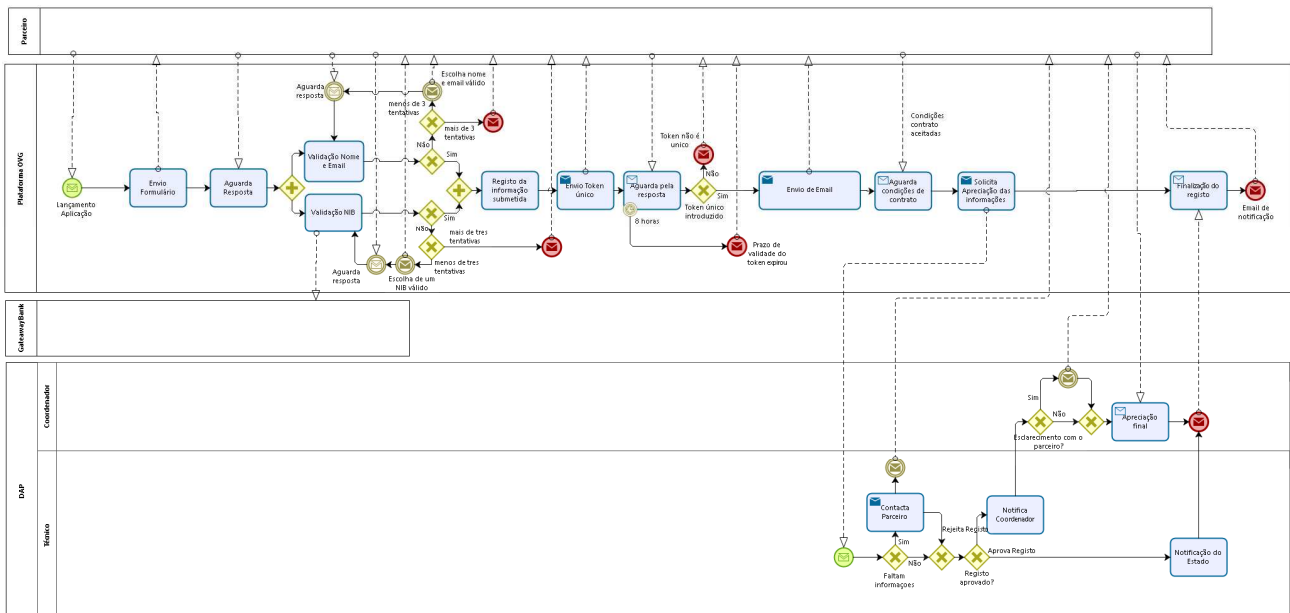 Parceiro
Plataforma OVG
Lançamento
Aplicação
Envio
Formulário
Aguarda
Resposta
Aguarda
resposta
Validação Nome
e Email
Validação NIB
Escolha nome
e email válido
menos de 3
tentativas
mais de 3
tentativas
Não
Sim
Sim
Não
mais de tres
tentativas
menos de tres
tentativas
Aguarda
resposta
Escolha de um
NIB válido
Registo da
informação
submetida
Envio Token
único
Aguarda pela
resposta
8 horas
Token não é
unico
Não
Sim
Token único
introduzido
Prazo de
validade do
token expirou
Envio de Email
Condições
contrato
aceitadas
Aguarda
condições de
contrato
Solicita
Apreciação das
informações
Finalização do
registo
Email de
notificação
GateawayBank
DAP
Coordenador
Sim
Não
Esclarecimento com o
parceiro?
Apreciação
final
Técnico
Contacta
Parceiro
Sim
Não
Faltam
informaçoes
Rejeita Registo
Registo
aprovado?
Aprova Registo
Notifica
Coordenador
Notificação do
Estado